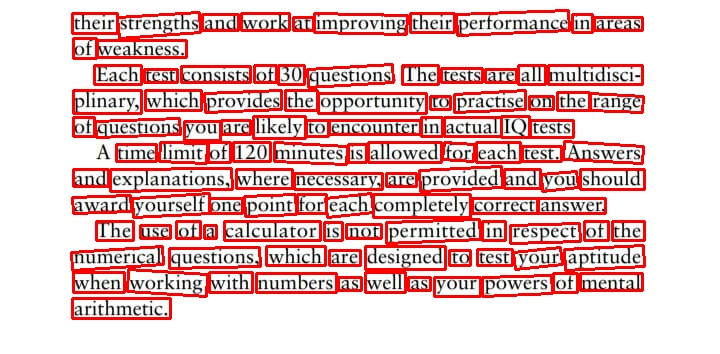 their strengths and work at improving their performance in areas
of weakness.
Each test consists of 30 questions. The tests are all multidisci-
plinary, which provides the opportunity to practise on the range
of questions you are likely to encounter in actual IQ tests
A time limit of 120 minutes is allowed for each test. Answers
and explanations, where necessary, are provided and you should
award yourself one point for each completely correct answer.
The use of a calculator is not permitted in respect of the
numerical questions, which are designed to test your aptitude
when working with numbers as well as your powers of mental
arithmetic.